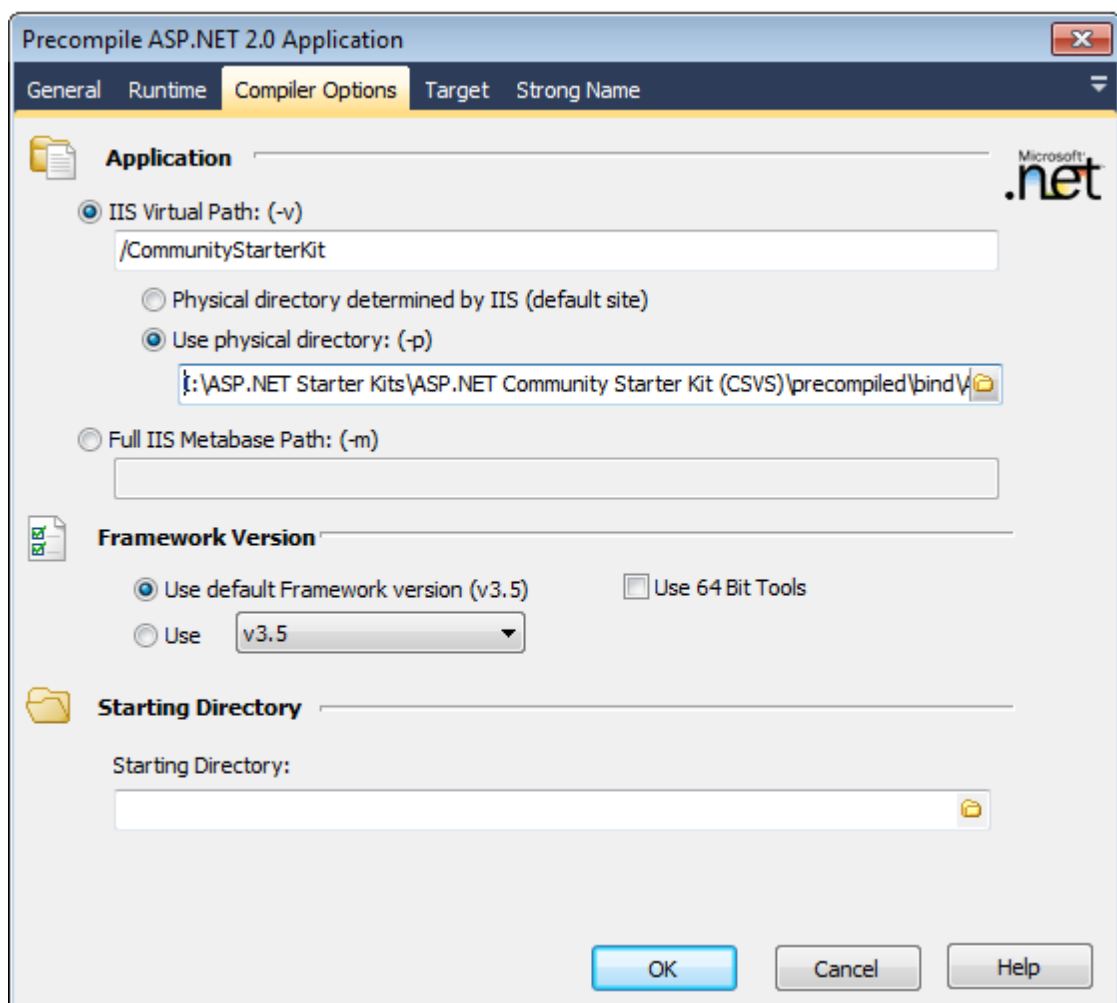 Precompile ASP.NET 2.0 Application
General Runtime Compiler Options Target Strong Name
Application
Microsoft
.net
IIS Virtual Path: (-v)
/CommunityStarterKit
Physical directory determined by IIS (default site)
Use physical directory: (-p)
:\ASP.NET Starter Kits\ASP.NET Community Starter Kit (CSVS)\precompiled\bind\
Full IIS Metabase Path: (-m)
Framework Version
Use default Framework version (v3.5) Use 64 Bit Tools
Use v3.5
Starting Directory
Starting Directory:
OK Cancel Help